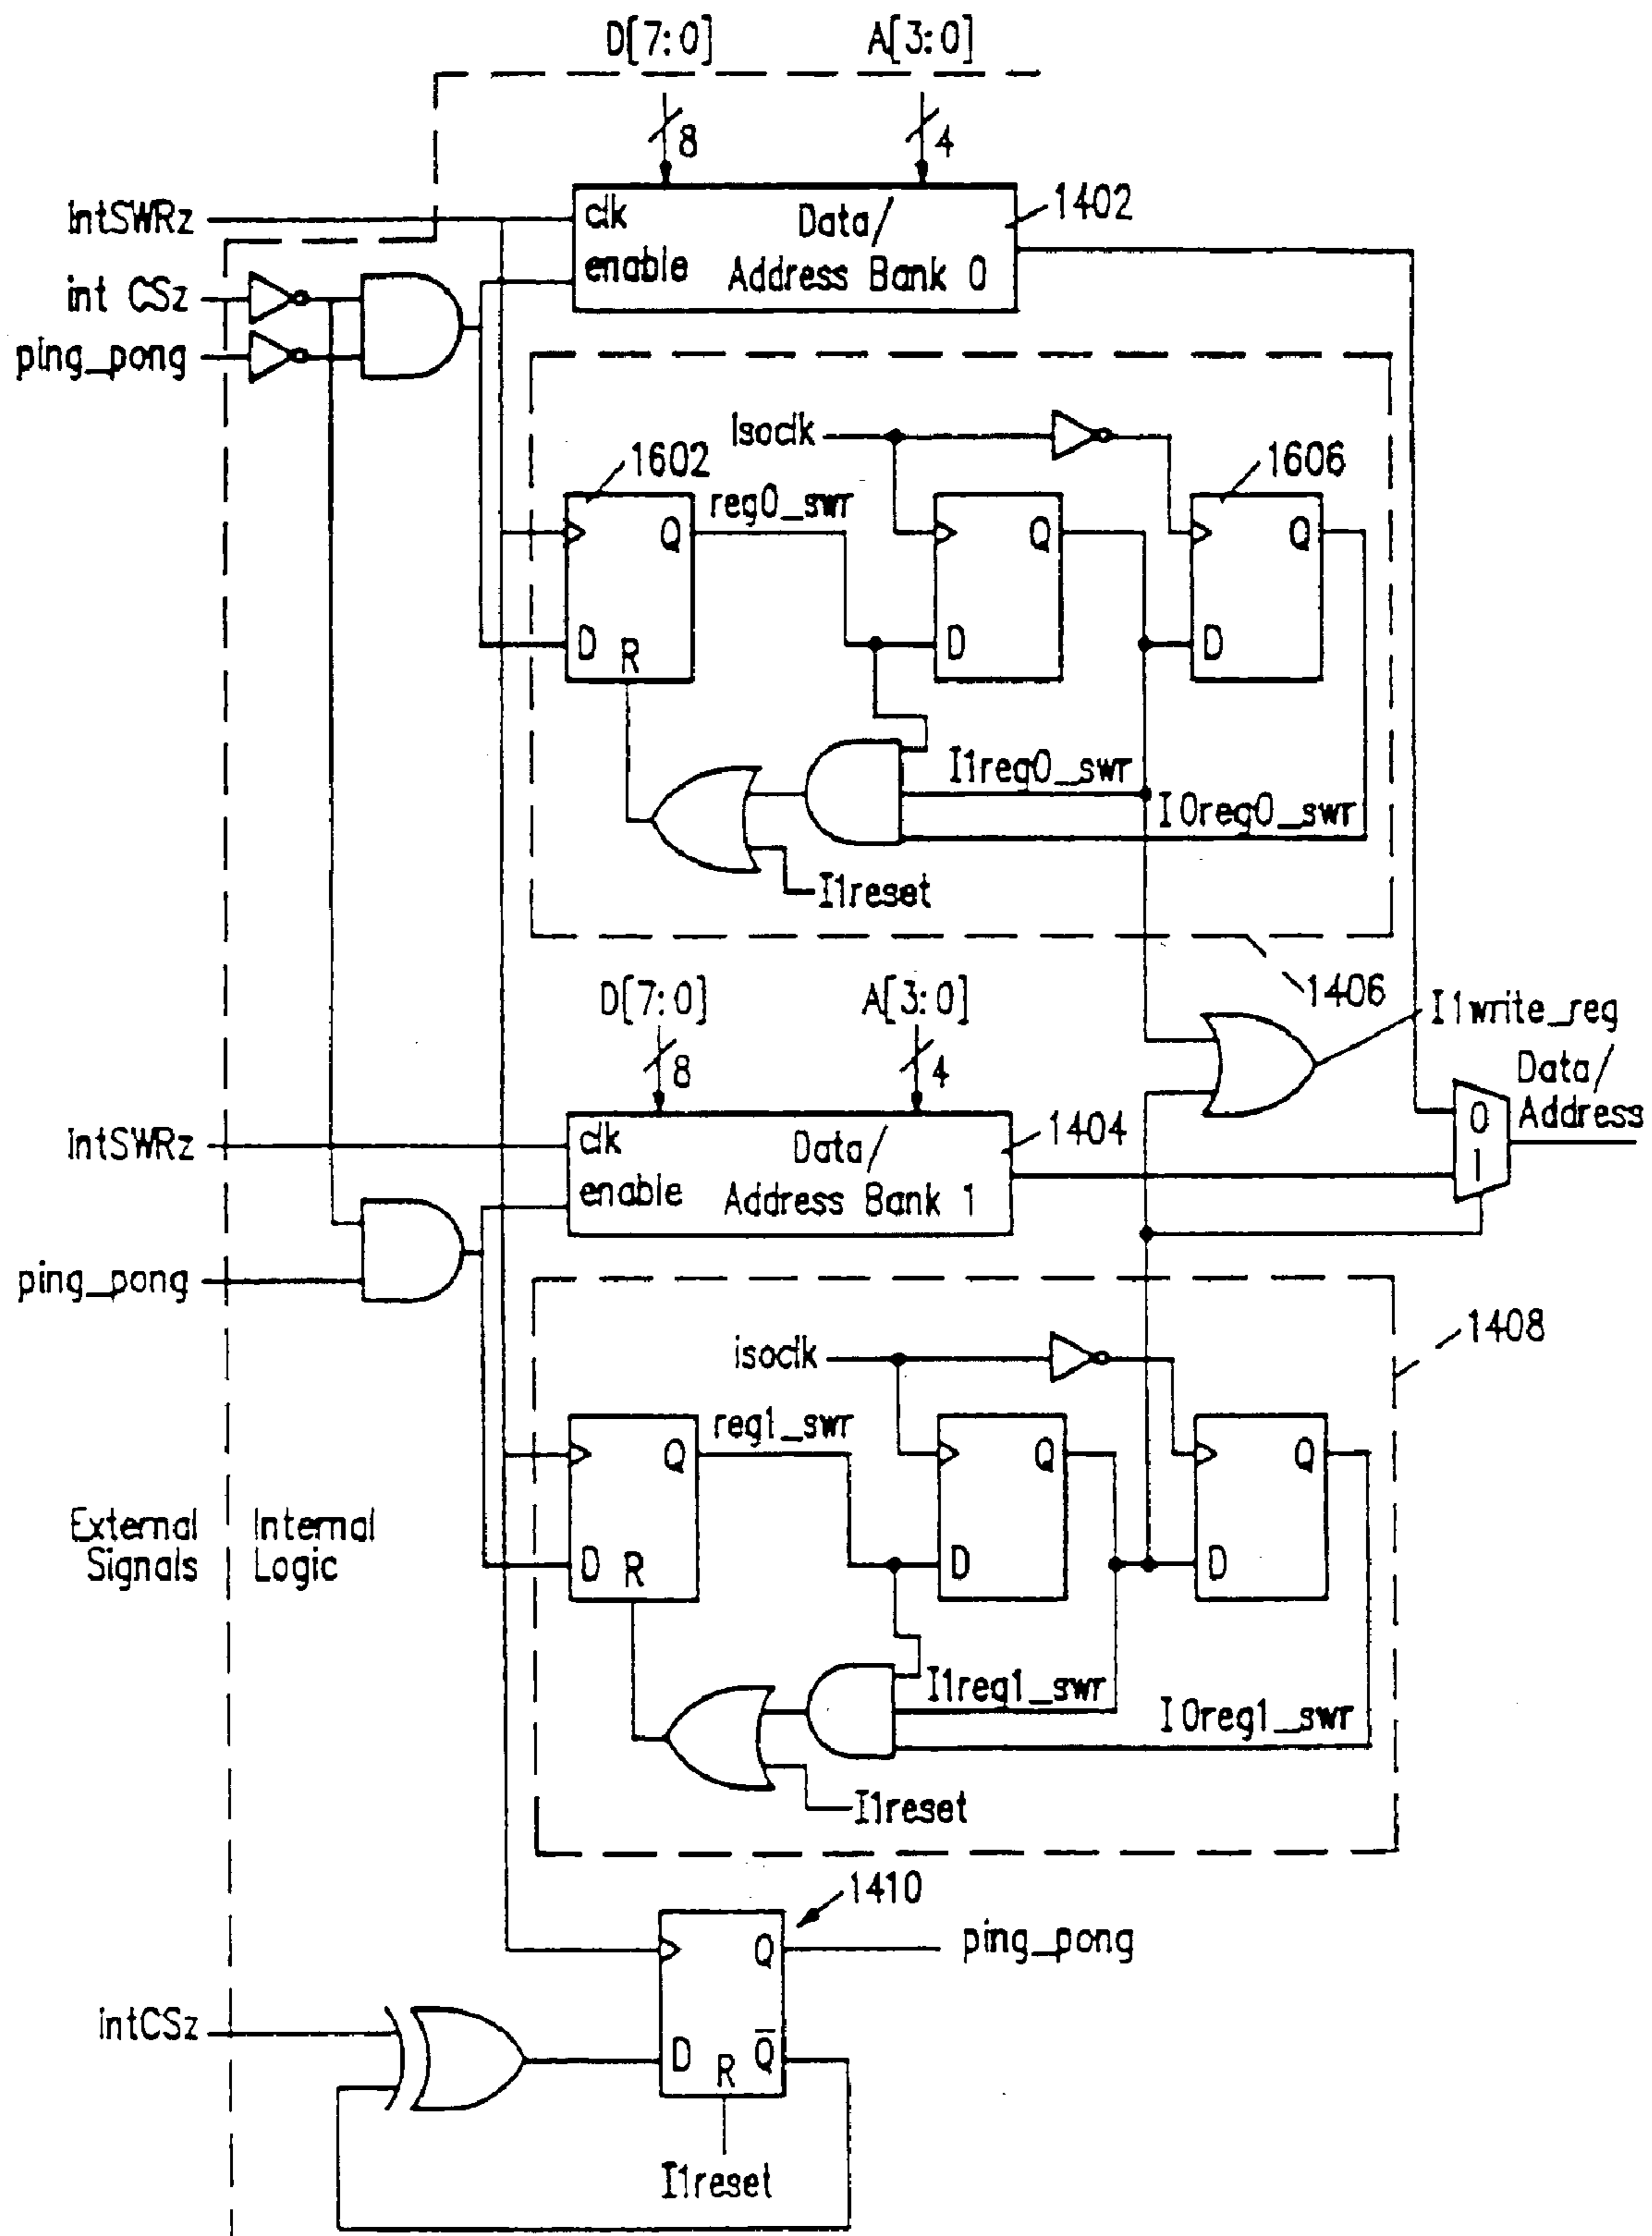 D[7:0]
A[3:0]
8
4
intSWRz
clk
Data/
1402
enable
Address Bank 0
int CSz
ping_pong
Isoclk
1602
reg0_swr
1606
Q
Q
Q
D
R
D
D
I1reg0_swr
I0reg0_swr
I1reset
1406
D[7:0]
A[3:0]
8
4
I1write_reg
Data/
Address
0
1
intSWRz
clk
Data/
1404
enable
Address Bank 1
ping_pong
1408
isoclk
reg1_swr
Q
Q
Q
External
Signals
Internal
Logic
D
R
D
D
I1reg1_swr
I0reg1_swr
I1reset
1410
Q
ping_pong
intCSz
D
R
Q̅
I1reset